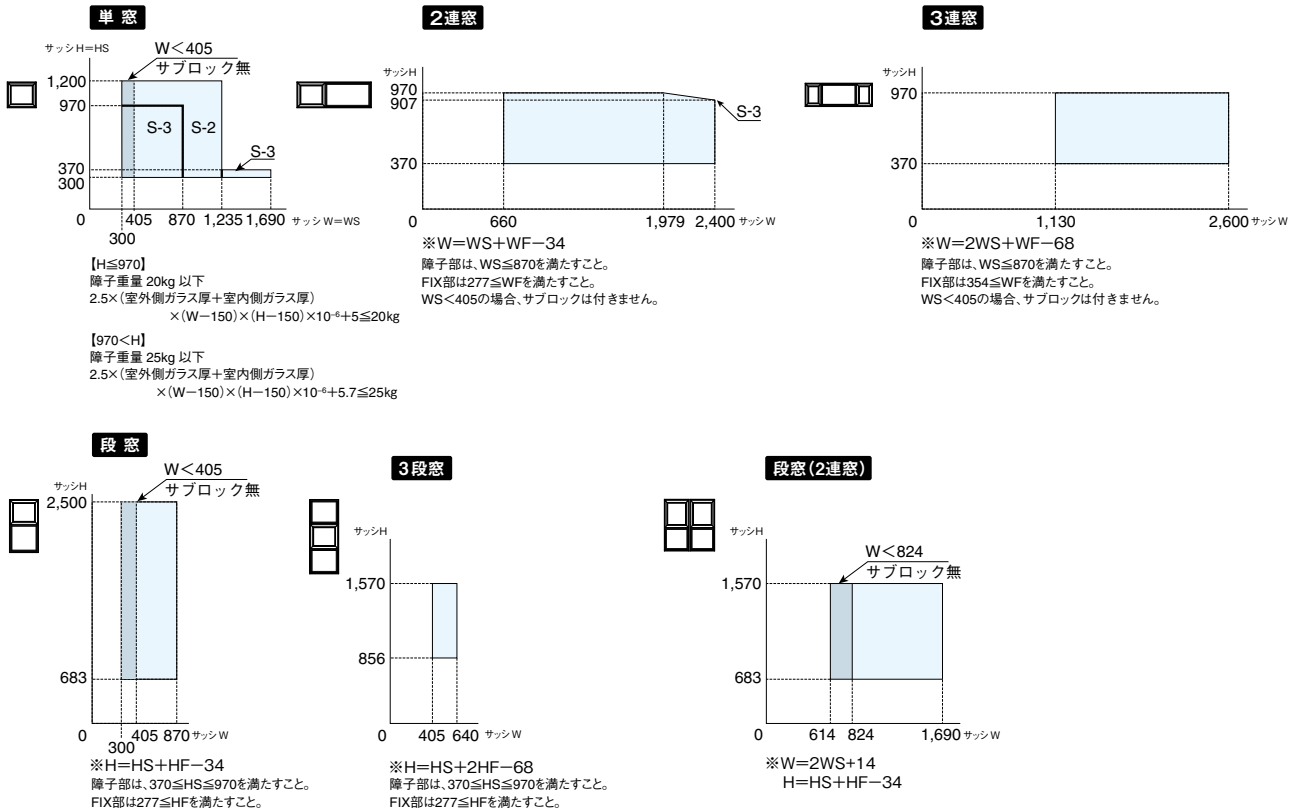 単 窓
サッシH=HS
W<405
サブロック無
1,200
970
S-3
S-2
S-3
370
300
0
405
870
1,235
1,690
サッシW=WS
300
【H≦970】
障子重量 20kg 以下
2.5×(室外側ガラス厚+室内側ガラス厚)
×(W−150)×(H−150)×10⁻⁶+5≦20kg
【970<H】
障子重量 25kg 以下
2.5×(室外側ガラス厚+室内側ガラス厚)
×(W−150)×(H−150)×10⁻⁶+5.7≦25kg
2連窓
サッシH
970
907
S-3
370
0
660
1,979
2,400
サッシW
※W=WS+WF−34
障子部は、WS≦870を満たすこと。
FIX部は277≦WFを満たすこと。
WS<405の場合、サブロックは付きません。
3連窓
サッシH
970
370
0
1,130
2,600
サッシW
※W=2WS+WF−68
障子部は、WS≦870を満たすこと。
FIX部は354≦WFを満たすこと。
WS<405の場合、サブロックは付きません。
段 窓
W<405
サブロック無
サッシH
2,500
683
0
300
405
870
サッシW
※H=HS+HF−34
障子部は、370≦HS≦970を満たすこと。
FIX部は277≦HFを満たすこと。
3段窓
サッシH
1,570
856
0
405
640
サッシW
※H=HS+2HF−68
障子部は、370≦HS≦970を満たすこと。
FIX部は277≦HFを満たすこと。
段窓(2連窓)
サッシH
W<824
サブロック無
1,570
683
0
614
824
1,690
サッシW
※W=2WS+14
H=HS+HF−34